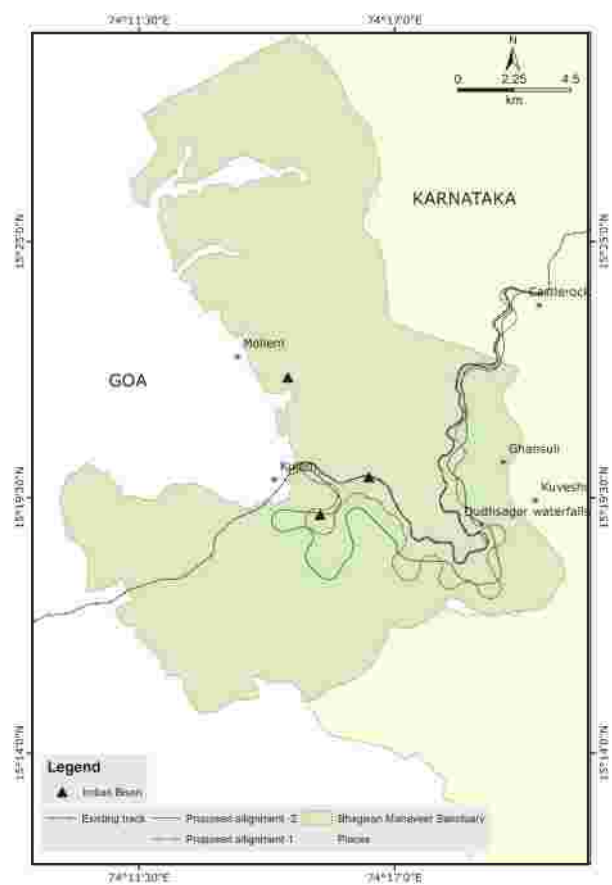 74°11'30"E 74°17'0"E
N
0 2.25 4.5
km
KARNATAKA
15°25'0"N 15°25'0"N
Castlerock
Mollem
GOA
Ghansuli
Kulem
15°19'30"N 15°19'30"N
Kuveshi
Dudhsagar waterfalls
15°14'0"N 15°14'0"N
Legend
Indian Bison
Existing track Proposed allignment -2 Bhagwan Mahaveer Sanctuary
Proposed allignment-1 Places
74°11'30"E 74°17'0"E